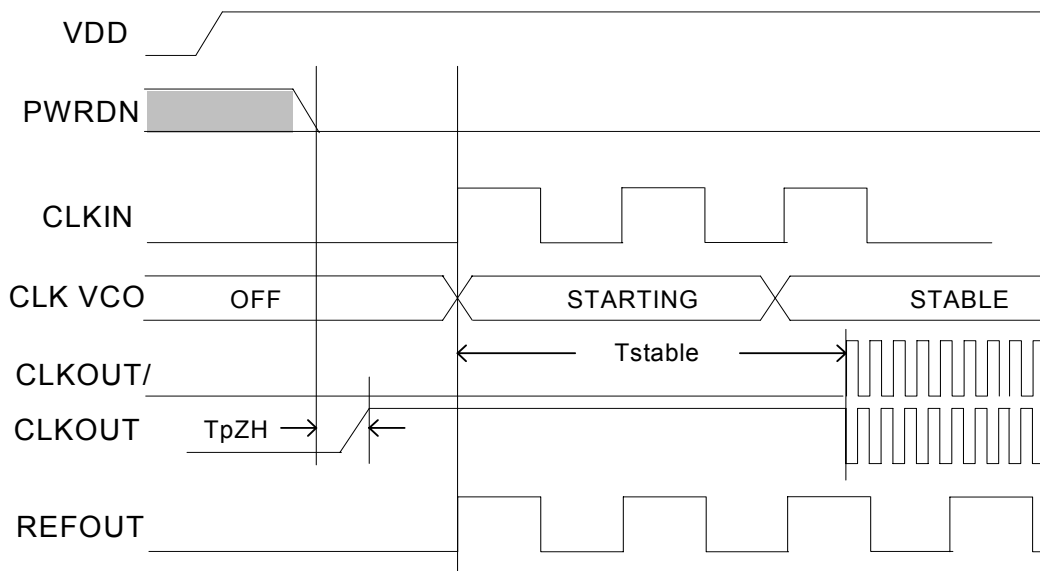 VDD
PWRDN
CLKIN
CLK VCO OFF STARTING STABLE
Tstable
CLKOUT/
CLKOUT TpZH
REFOUT